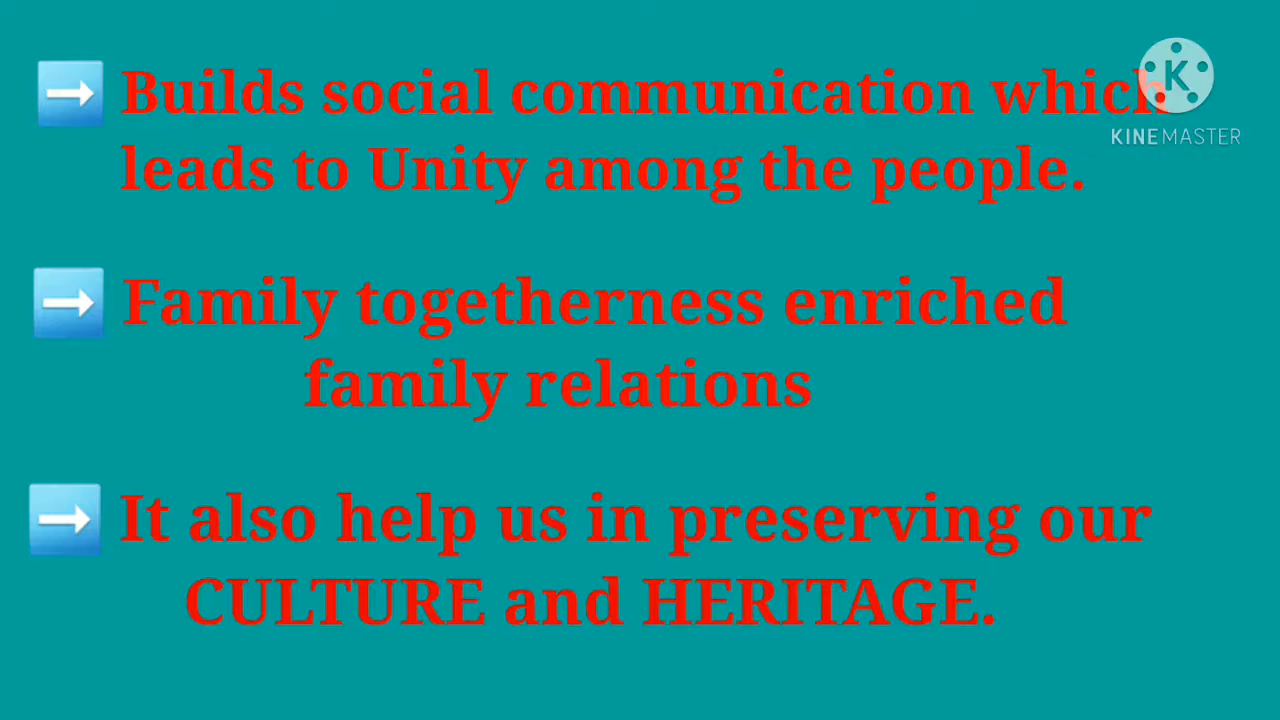 ➡ Builds social communication which
leads to Unity among the people.
➡ Family togetherness enriched
family relations
➡ It also help us in preserving our
CULTURE and HERITAGE.
K
KINEMASTER